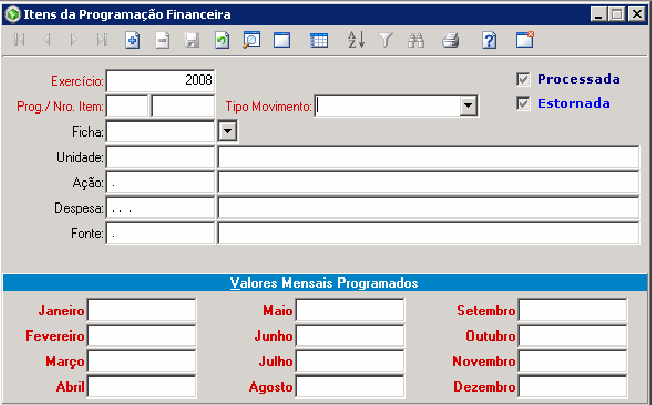 Itens da Programação Financeira
Exercício: 2008 Processada
Prog./ Nro. Item: Tipo Movimento: Estornada
Ficha:
Unidade:
Ação: .
Despesa: . . .
Fonte: .
Valores Mensais Programados
Janeiro Maio Setembro
Fevereiro Junho Outubro
Março Julho Novembro
Abril Agosto Dezembro